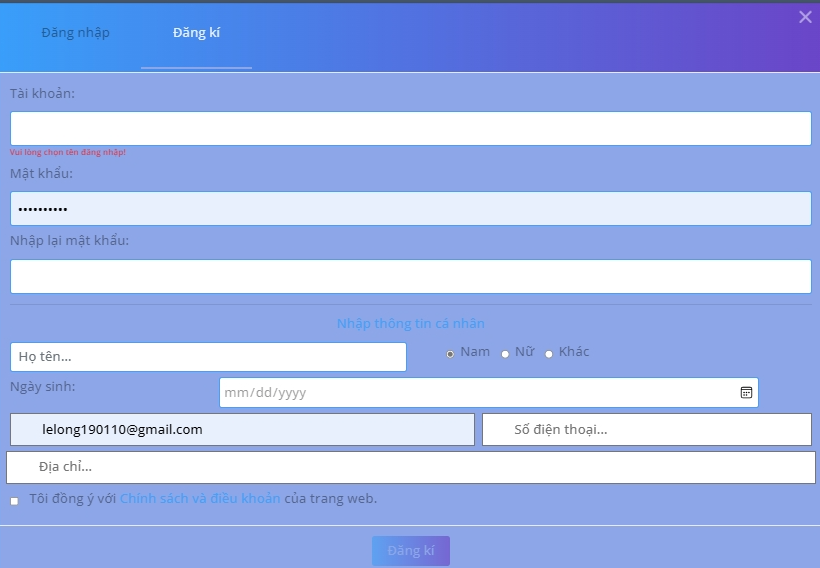 Đăng nhập Đăng kí
Tài khoản:
Vui lòng chọn tên đăng nhập!
Mật khẩu:
••••••••••
Nhập lại mật khẩu:
Nhập thông tin cá nhân
Họ tên... Nam Nữ Khác
Ngày sinh: mm/dd/yyyy
lelong190110@gmail.com Số điện thoại...
Địa chỉ...
Tôi đồng ý với Chính sách và điều khoản của trang web.
Đăng kí